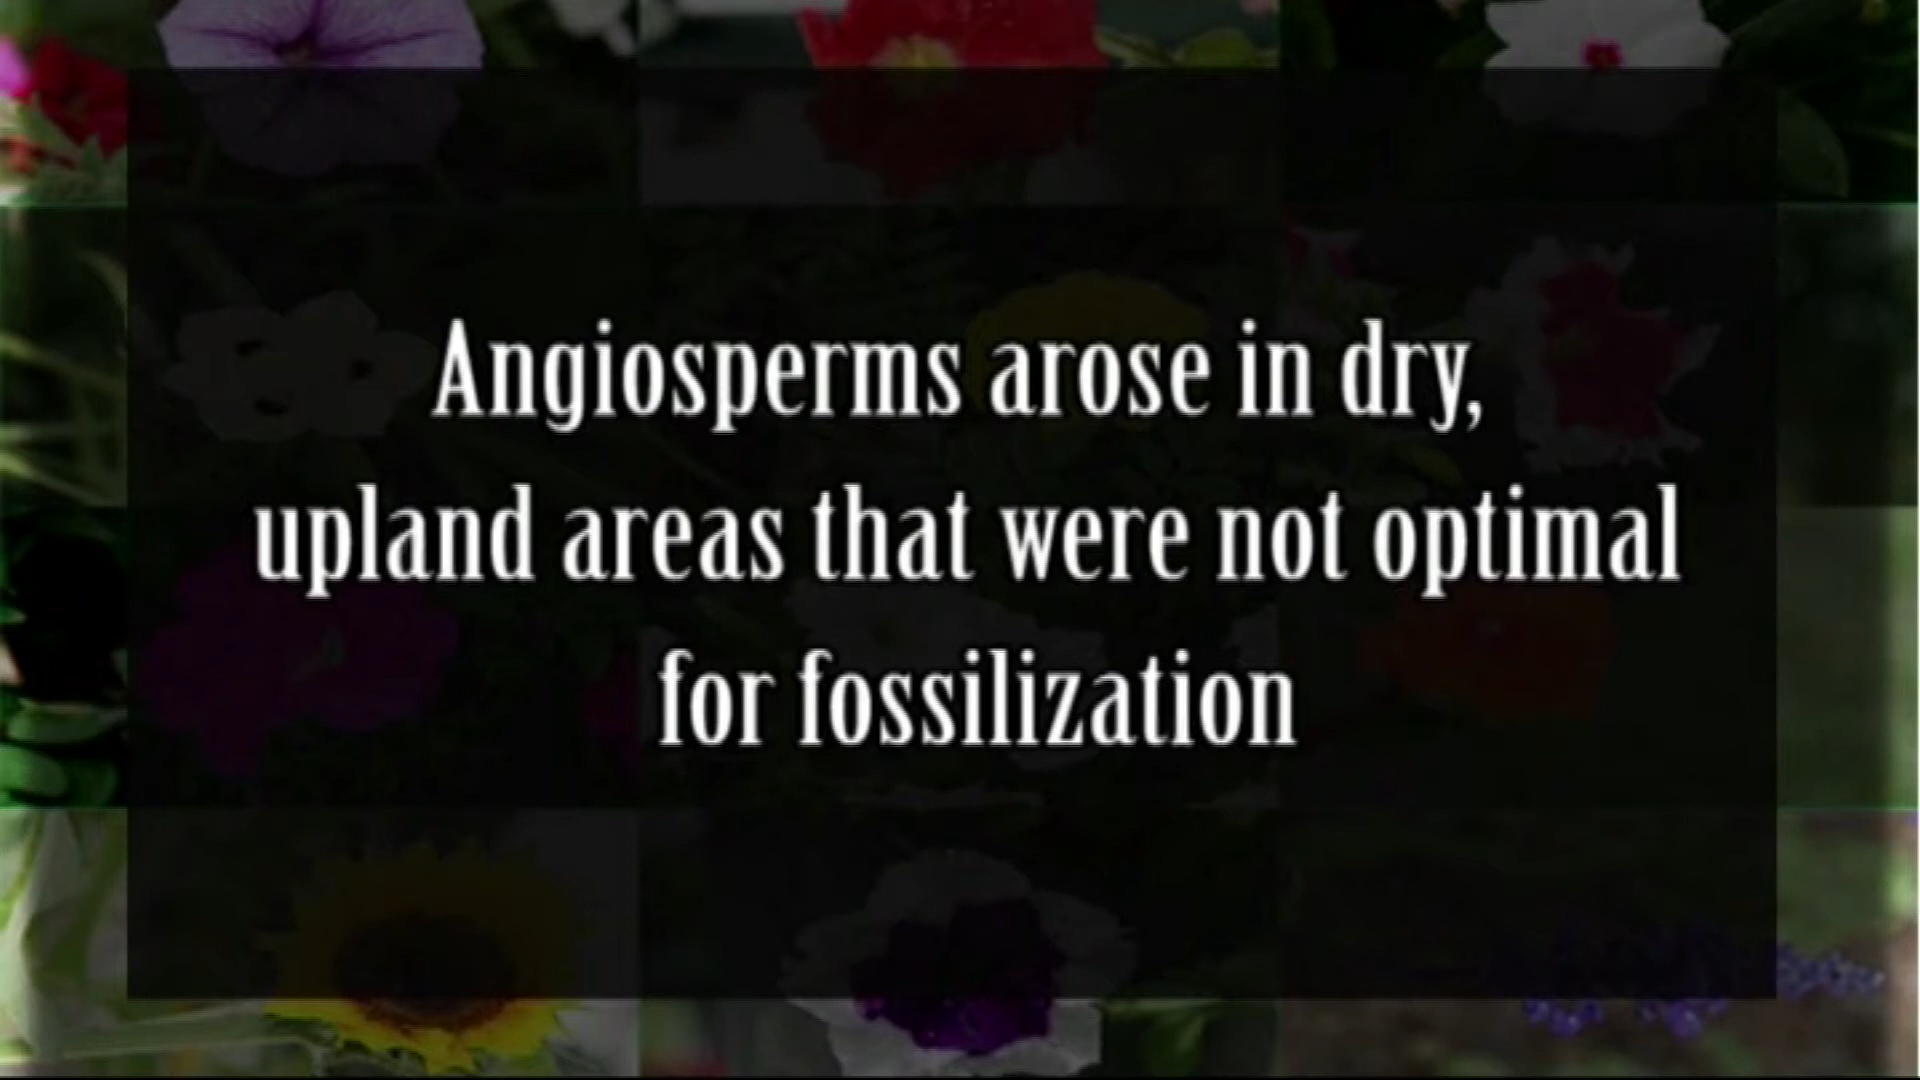 Angiosperms arose in dry,
upland areas that were not optimal
for fossilization